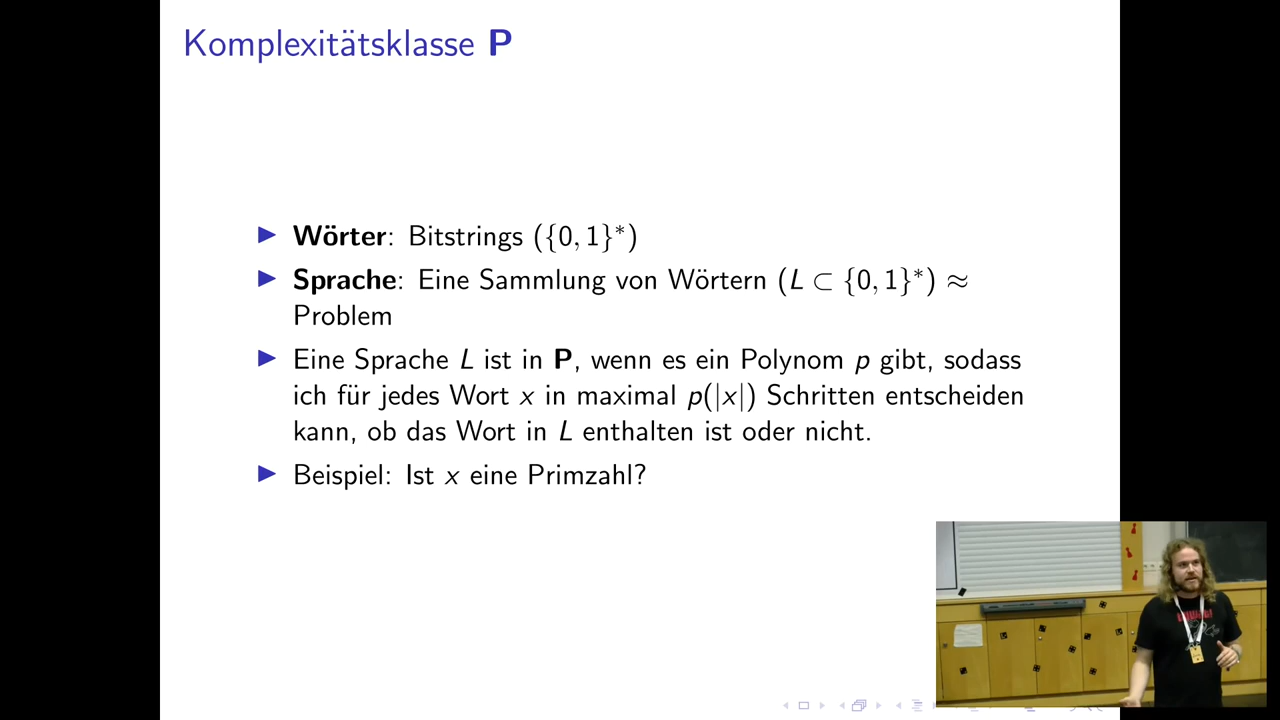 Komplexitätsklasse P
▶ Wörter: Bitstrings ({0, 1}*)
▶ Sprache: Eine Sammlung von Wörtern (L ⊂ {0, 1}*) ≈
Problem
▶ Eine Sprache L ist in P, wenn es ein Polynom p gibt, sodass
ich für jedes Wort x in maximal p(|x|) Schritten entscheiden
kann, ob das Wort in L enthalten ist oder nicht.
▶ Beispiel: Ist x eine Primzahl?